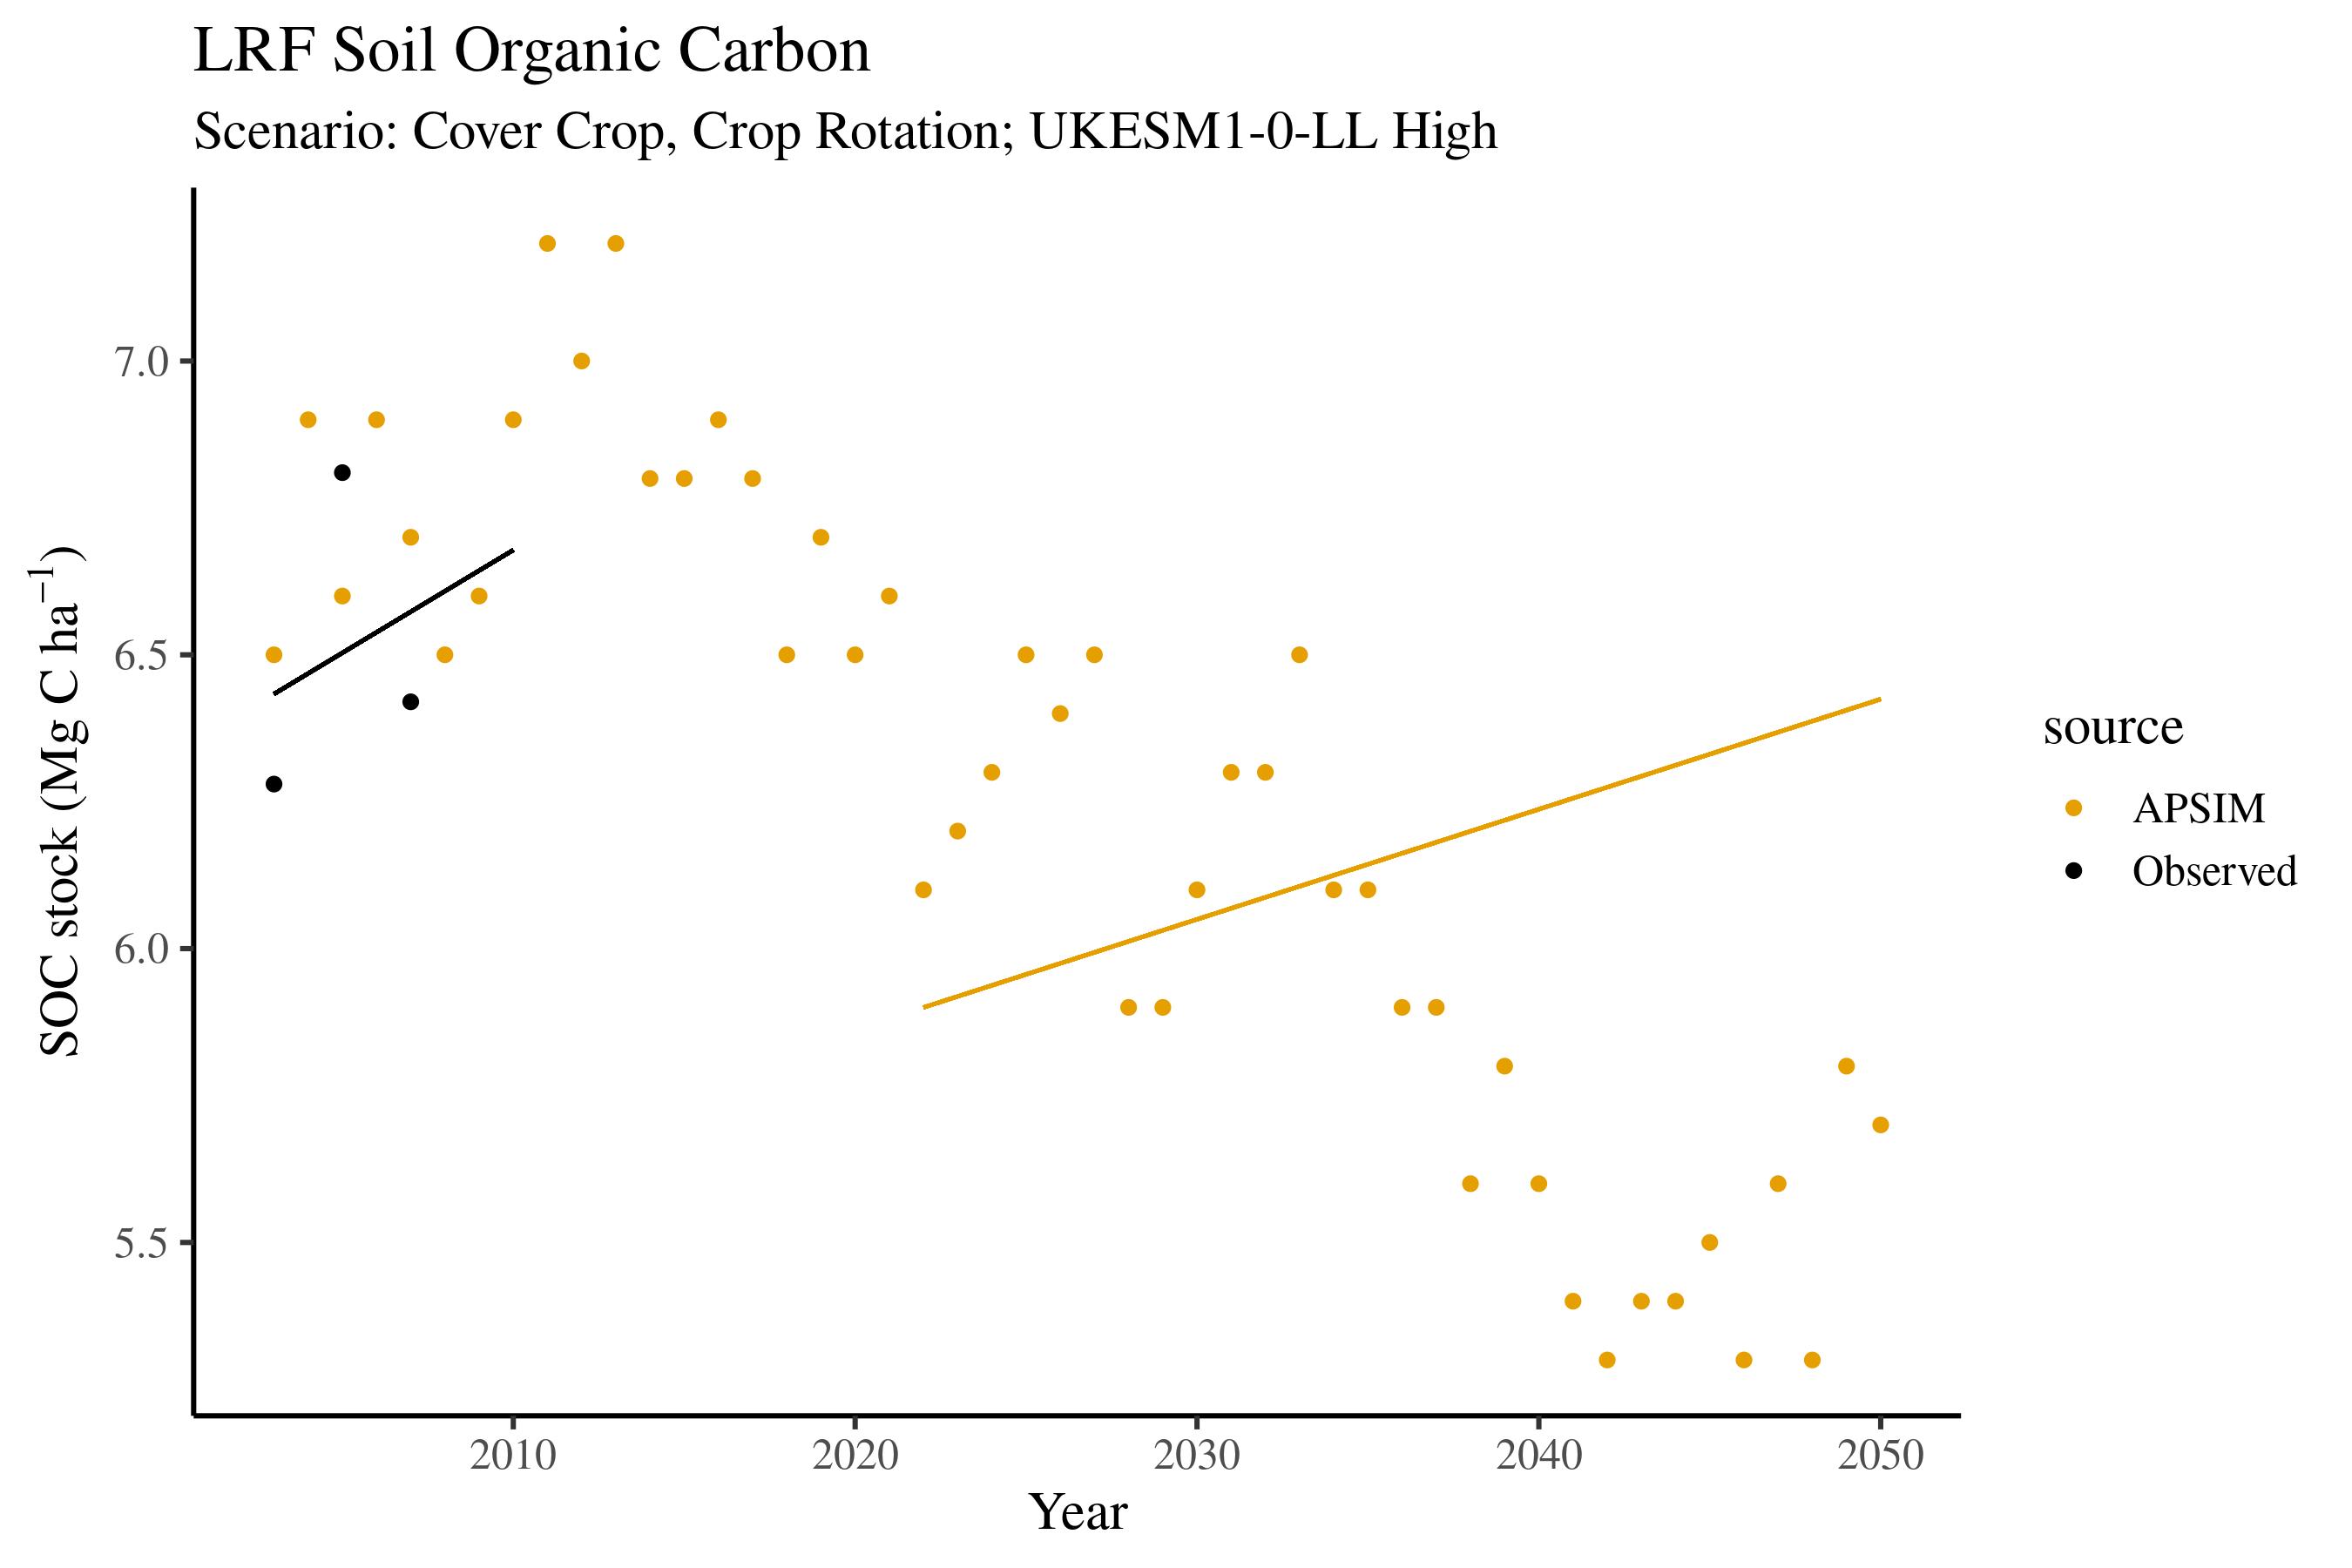 LRF Soil Organic Carbon
Scenario: Cover Crop, Crop Rotation; UKESM1-0-LL High
SOC stock (Mg C ha⁻¹)
7.0
6.5
6.0
5.5
2010 2020 2030 2040 2050
Year
source
APSIM
Observed